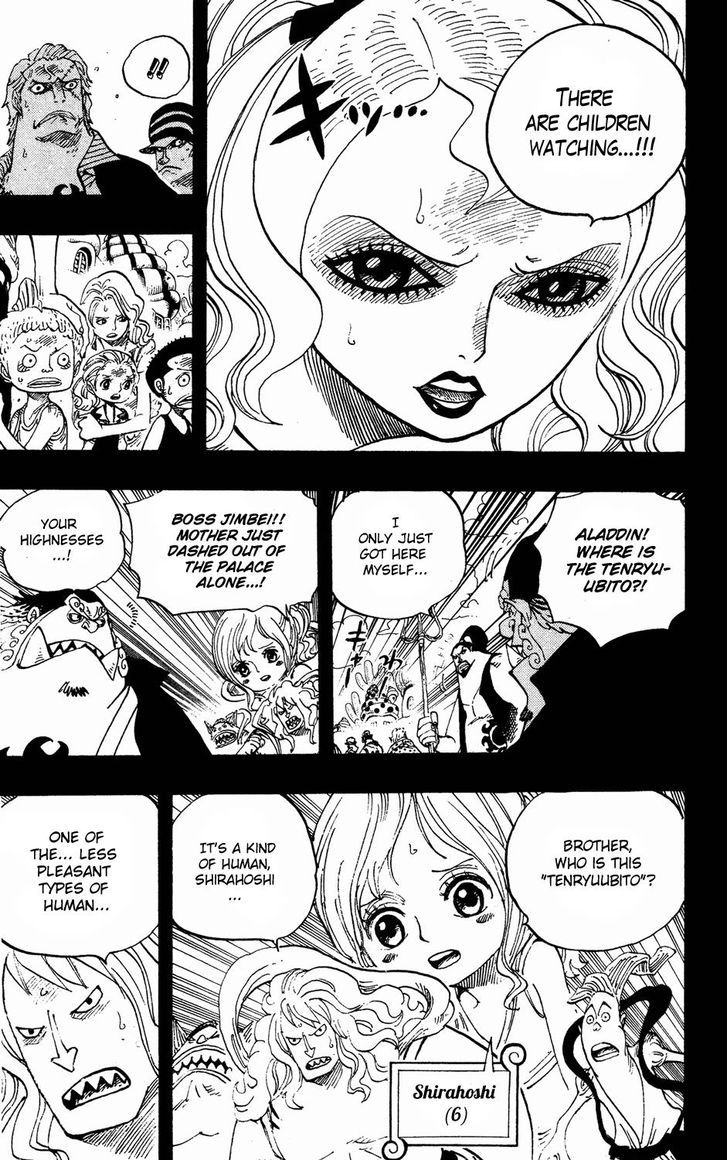 THERE
ARE CHILDREN
WATCHING...!!!
!!
ALADDIN!
WHERE IS
THE TENRYU-
UBITO?!
I
ONLY JUST
GOT HERE
MYSELF...
BOSS JIMBEI!!
MOTHER JUST
DASHED OUT OF
THE PALACE
ALONE...!
YOUR
HIGHNESSES
...!
BROTHER,
WHO IS THIS
"TENRYUUBITO"?
IT'S A KIND
OF HUMAN,
SHIRAHOSHI
...
Shirahoshi
(6)
ONE OF
THE... LESS
PLEASANT
TYPES OF
HUMAN...